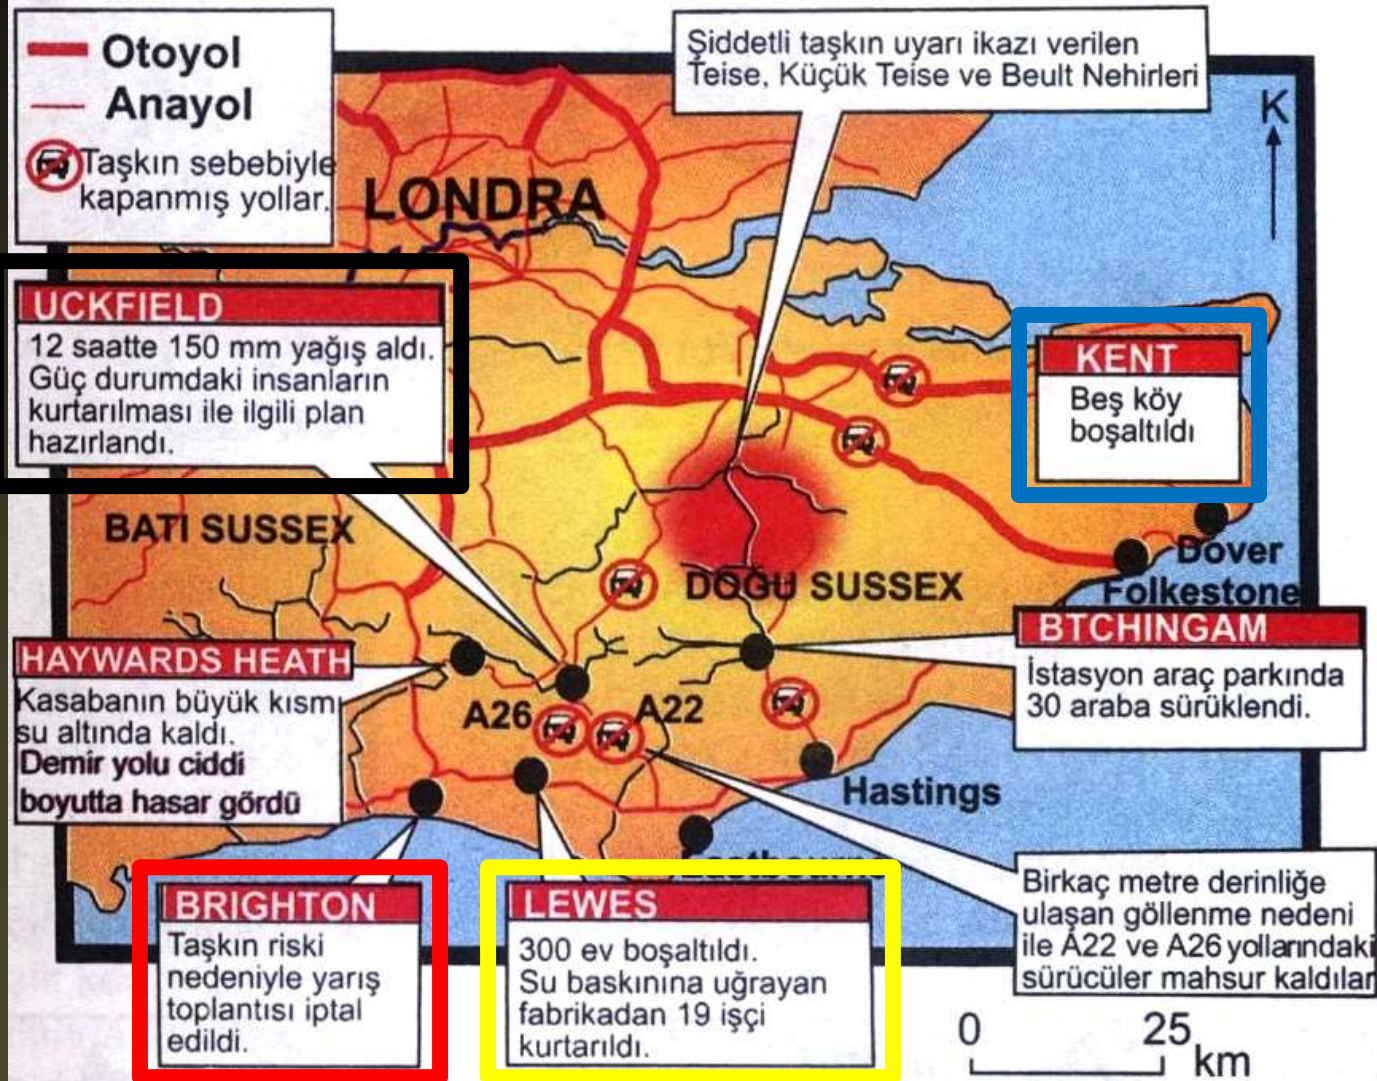 Otoyol
Anayol
Taşkın sebebiyle
kapanmış yollar.
Şiddetli taşkın uyarı ikazı verilen
Teise, Küçük Teise ve Beult Nehirleri
K
LONDRA
UCKFIELD
12 saatte 150 mm yağış aldı.
Güç durumdaki insanların
kurtarılması ile ilgili plan
hazırlandı.
KENT
Beş köy
boşaltıldı
BATI SUSSEX
DOĞU SUSSEX
Dover
Folkestone
BTCHINGAM
İstasyon araç parkında
30 araba sürüklendi.
HAYWARDS HEATH
Kasabanın büyük kısmı
su altında kaldı.
Demir yolu ciddi
boyutta hasar gördü
A26
A22
Hastings
Eastbourne
BRIGHTON
Taşkın riski
nedeniyle yarış
toplantısı iptal
edildi.
LEWES
300 ev boşaltıldı.
Su baskınına uğrayan
fabrikadan 19 işçi
kurtarıldı.
Birkaç metre derinliğe
ulaşan göllenme nedeni
ile A22 ve A26 yollarındaki
sürücüler mahsur kaldılar
0 25
km